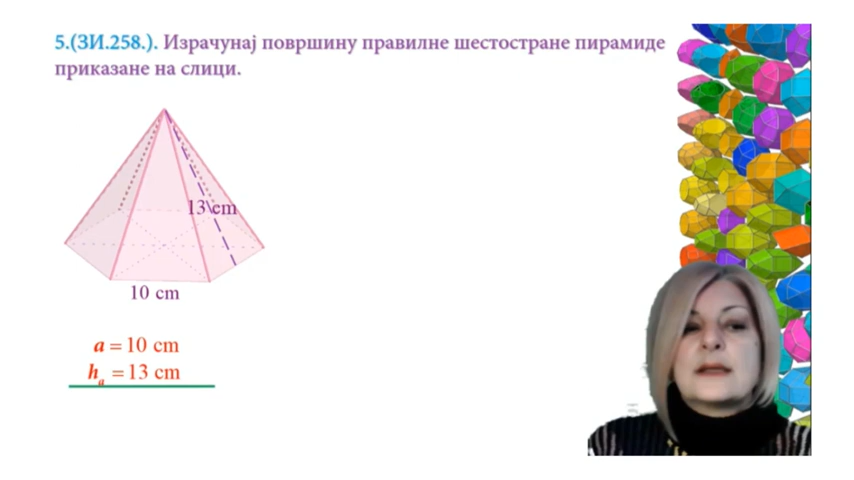 5.(ЗИ.258.). Израчунај површину правилне шестостране пирамиде
приказане на слици.
13 cm
10 cm
a = 10 cm
hₐ = 13 cm